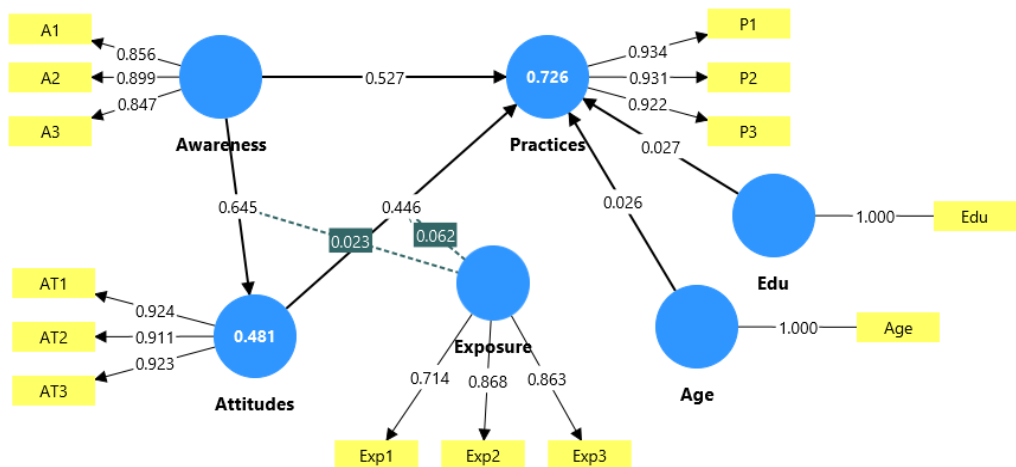 A1
A2
A3
0.856
0.899
0.847
Awareness
0.527
0.726
Practices
P1
P2
P3
0.934
0.931
0.922
0.645
0.446
0.023
0.062
0.027
0.026
Edu
1.000
Edu
Age
1.000
Age
AT1
AT2
AT3
0.924
0.911
0.923
0.481
Attitudes
Exposure
0.714
0.868
0.863
Exp1
Exp2
Exp3